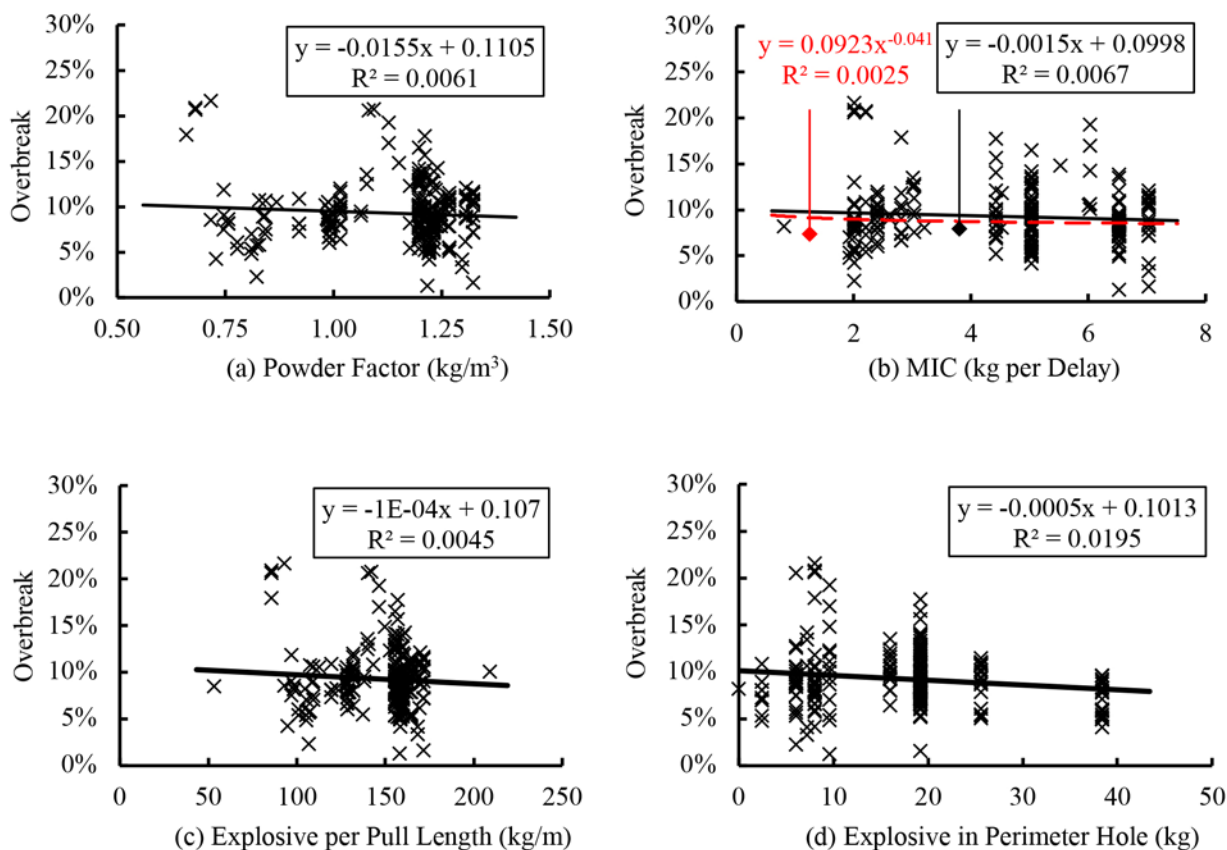 30%
25%
20%
15%
10%
5%
0%
Overbreak
y = -0.0155x + 0.1105
R² = 0.0061
0.50 0.75 1.00 1.25 1.50
(a) Powder Factor (kg/m³)
30%
25%
20%
15%
10%
5%
0%
Overbreak
y = 0.0923x⁻⁰·⁰⁴¹
R² = 0.0025
y = -0.0015x + 0.0998
R² = 0.0067
0 2 4 6 8
(b) MIC (kg per Delay)
30%
25%
20%
15%
10%
5%
0%
Overbreak
y = -1E-04x + 0.107
R² = 0.0045
0 50 100 150 200 250
(c) Explosive per Pull Length (kg/m)
30%
25%
20%
15%
10%
5%
0%
Overbreak
y = -0.0005x + 0.1013
R² = 0.0195
0 10 20 30 40 50
(d) Explosive in Perimeter Hole (kg)